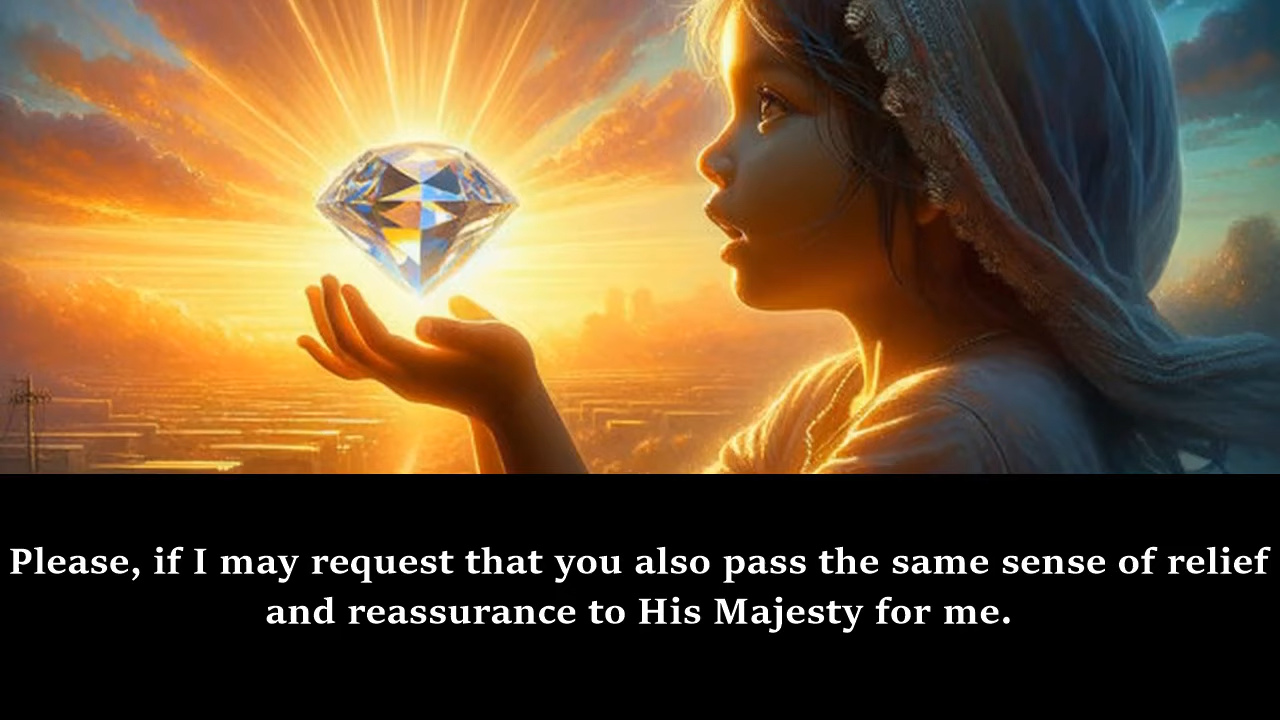 Please, if I may request that you also pass the same sense of relief
and reassurance to His Majesty for me.